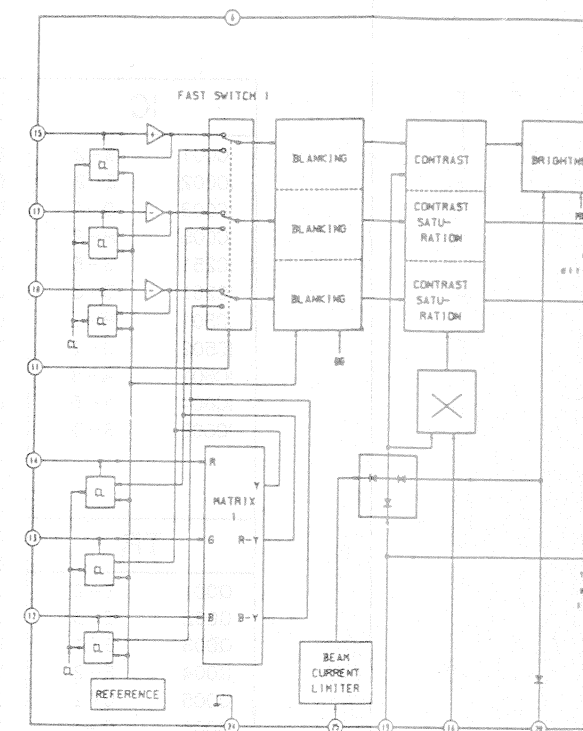 6
FAST SWITCH 1
15
CL
BLANKING
CONTRAST
BRIGHTNE
17
CL
BLANKING
CONTRAST
SATU-
RATION
18
CL
BLANKING
CONTRAST
SATU-
RATION
CL
11
BG
14
R
CL
Y
MATRIX
1
13
G
R-Y
CL
12
B
B-Y
CL
CL
REFERENCE
BEAM
CURRENT
LIMITER
24
25
19
16
20